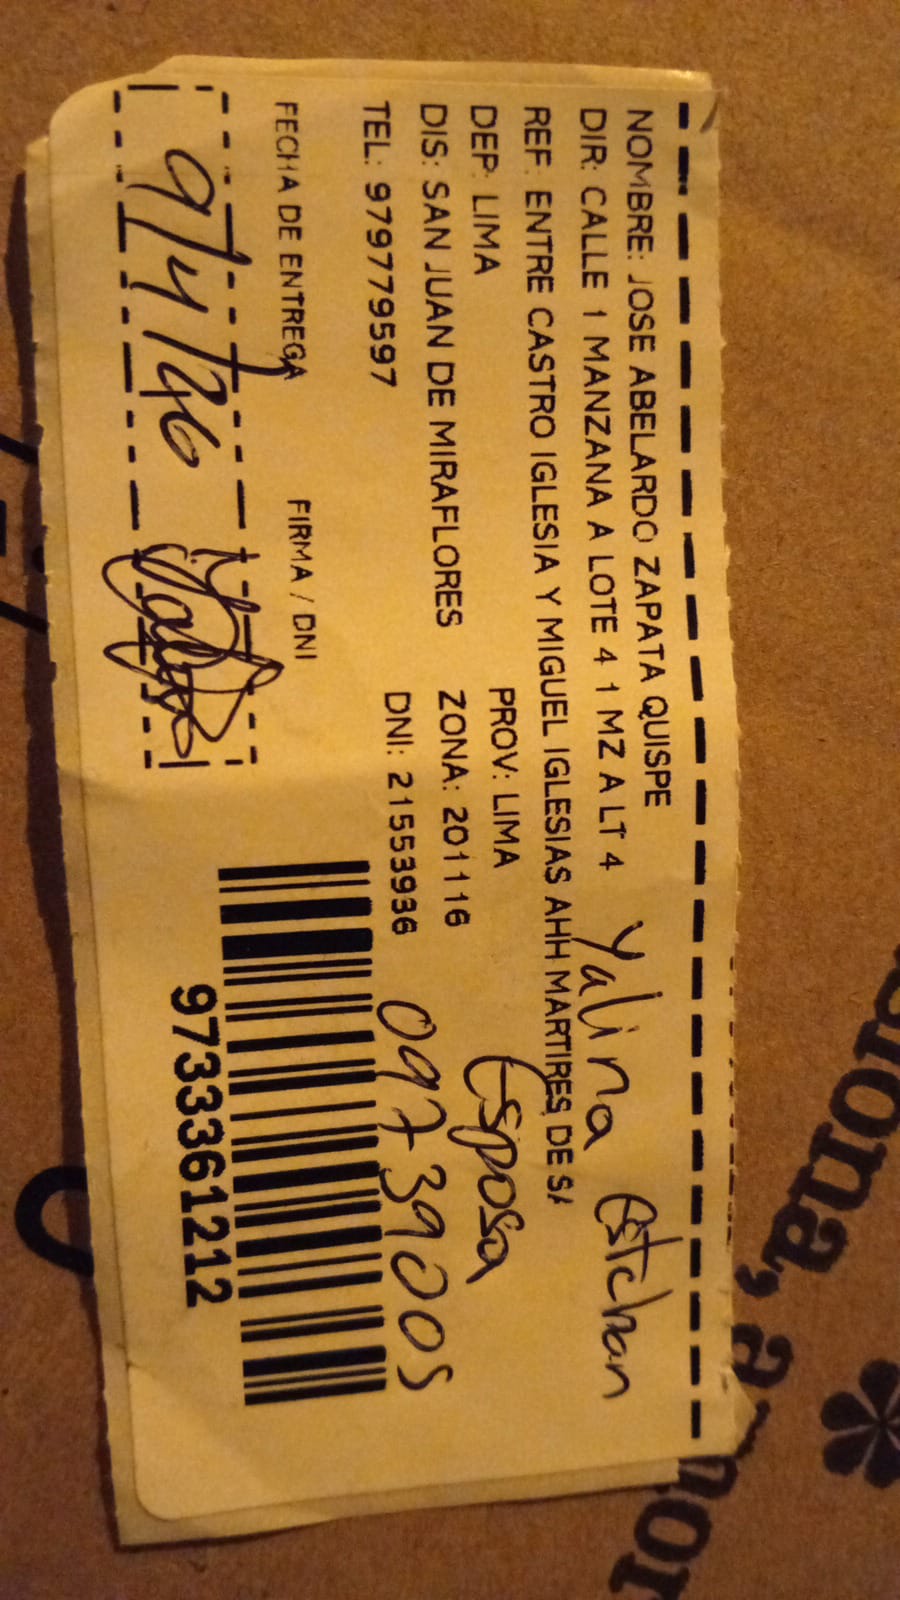 NOMBRE: JOSE ABELARDO ZAPATA QUISPE
DIR: CALLE 1 MANZANA A LOTE 4 1 MZ A LT 4 Yalina Estchan
REF: ENTRE CASTRO IGLESIA Y MIGUEL IGLESIAS AHH MARTIRES DE SA
DEP: LIMA PROV: LIMA Esposa
DIS: SAN JUAN DE MIRAFLORES ZONA: 201116
TEL: 979779597 DNI: 21553936 09739005
FECHA DE ENTREGA FIRMA / DNI
9/4/26
9733361212